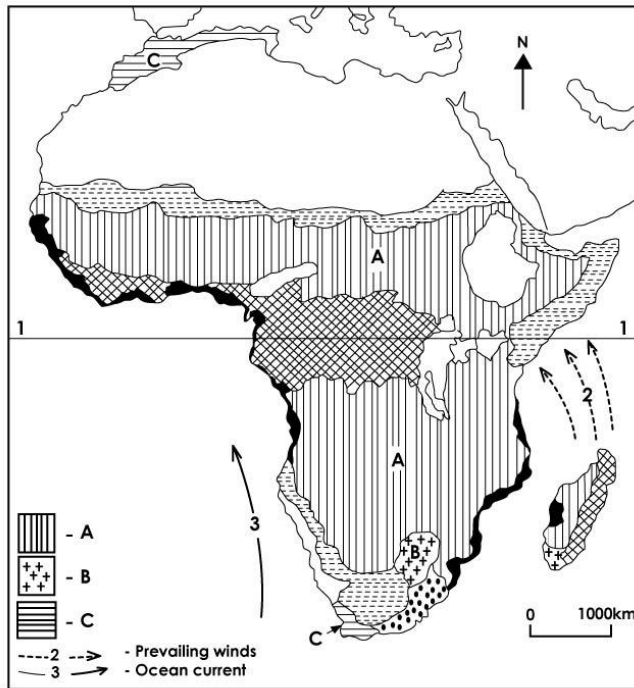 C
N
A
1 1
2
A
3
B
- A
- B
- C
C
0 1000km
2 - Prevailing winds
3 - Ocean current